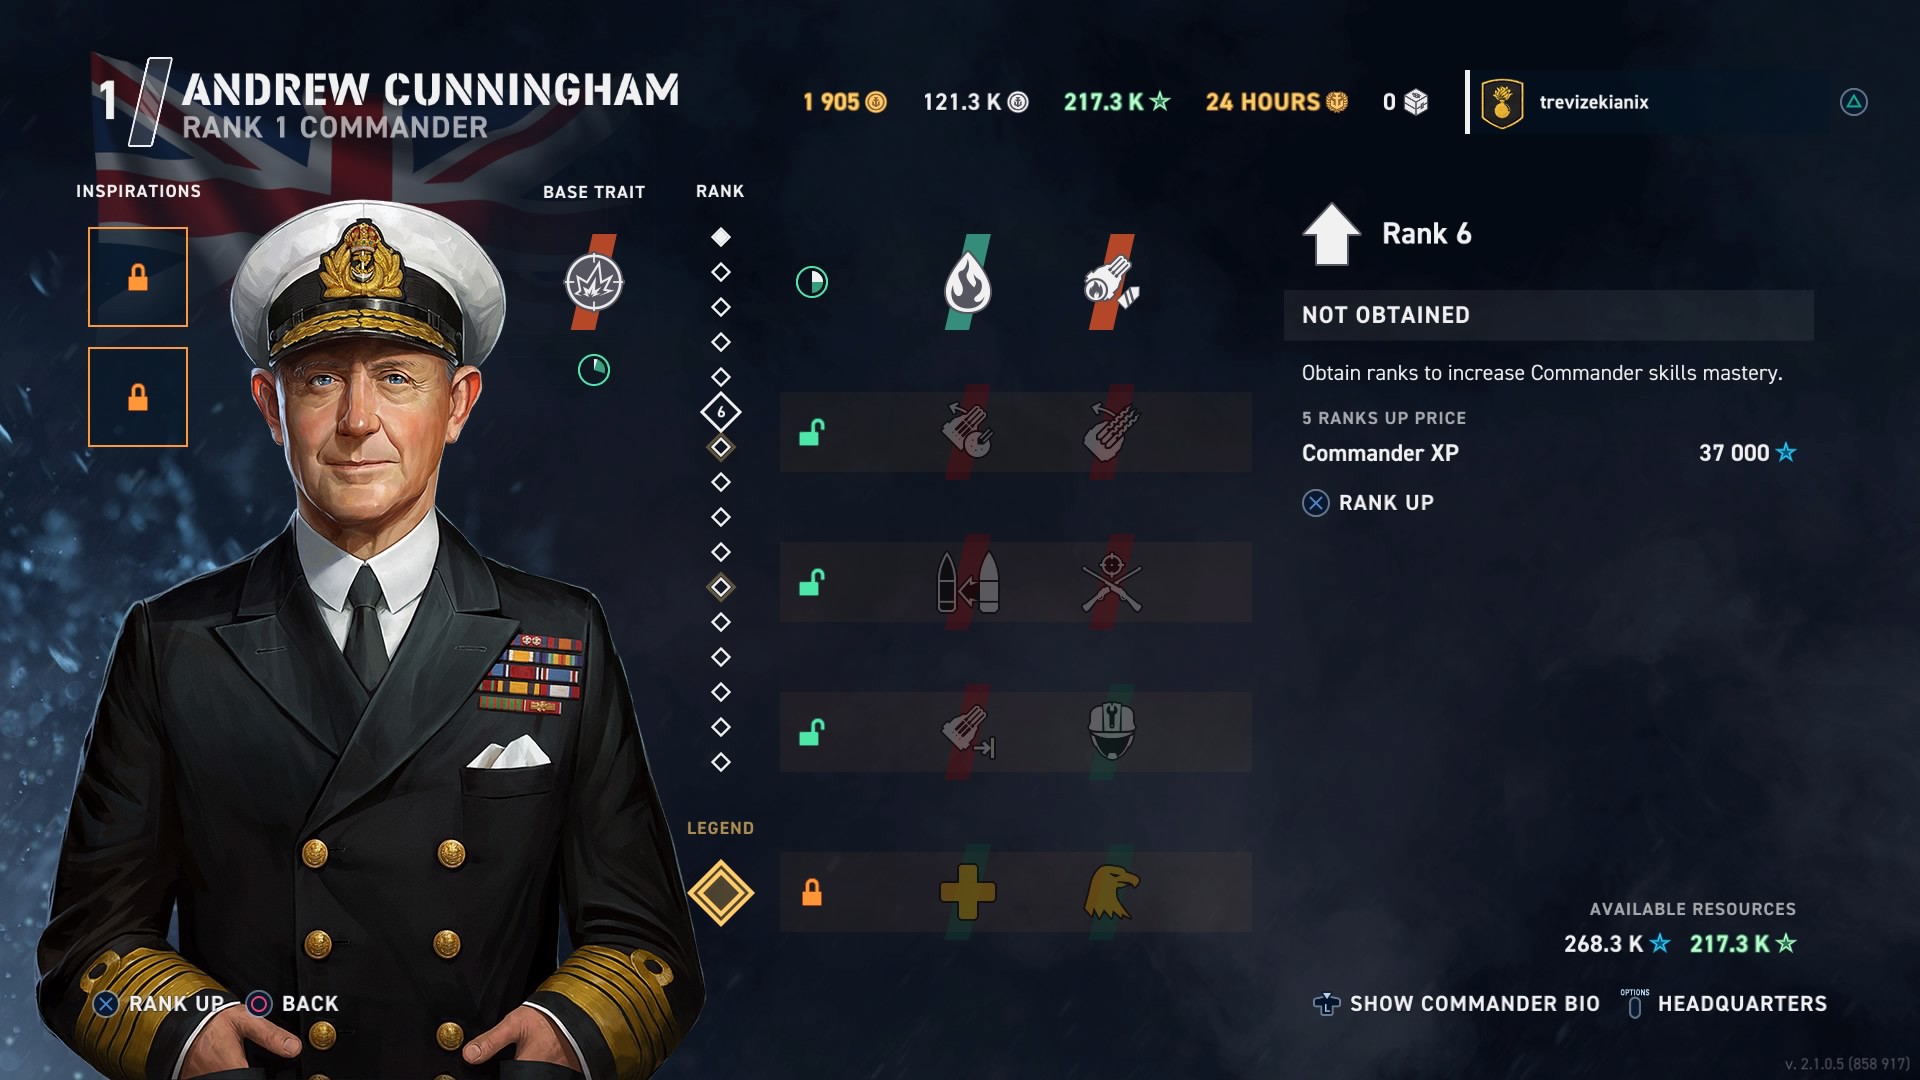 1
ANDREW CUNNINGHAM
RANK 1 COMMANDER
1 905
121.3 K
217.3 K
24 HOURS
0
trevizekianix
INSPIRATIONS
BASE TRAIT
RANK
6
LEGEND
Rank 6
NOT OBTAINED
Obtain ranks to increase Commander skills mastery.
5 RANKS UP PRICE
Commander XP 37 000
RANK UP
AVAILABLE RESOURCES
268.3 K 217.3 K
RANK UP BACK
L SHOW COMMANDER BIO OPTIONS HEADQUARTERS
v. 2.1.0.5 (858 917)